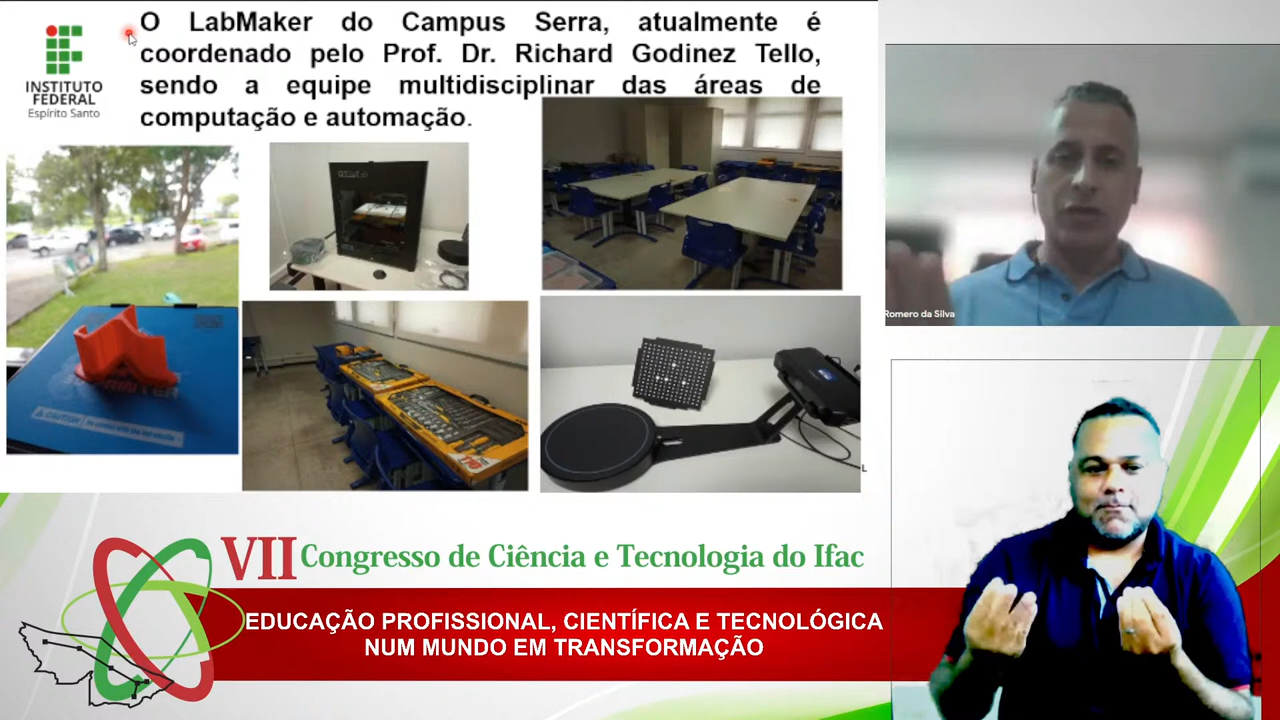 O LabMaker do Campus Serra, atualmente é
coordenado pelo Prof. Dr. Richard Godinez Tello,
sendo a equipe multidisciplinar das áreas de
computação e automação.
INSTITUTO
FEDERAL
Espírito Santo
CAUTION
Romero da Silva
VII Congresso de Ciência e Tecnologia do Ifac
EDUCAÇÃO PROFISSIONAL, CIENTÍFICA E TECNOLÓGICA
NUM MUNDO EM TRANSFORMAÇÃO